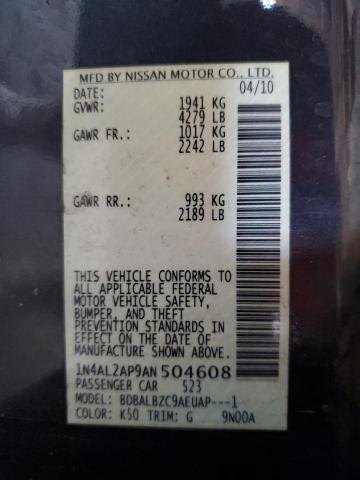 MFD BY NISSAN MOTOR CO., LTD.
DATE: 04/10
GVWR: 1941 KG
4279 LB
GAWR FR.: 1017 KG
2242 LB
GAWR RR.: 993 KG
2189 LB
THIS VEHICLE CONFORMS TO
ALL APPLICABLE FEDERAL
MOTOR VEHICLE SAFETY,
BUMPER, AND THEFT
PREVENTION STANDARDS IN
EFFECT ON THE DATE OF
MANUFACTURE SHOWN ABOVE.
1N4AL2AP9AN504608
PASSENGER CAR 523
MODEL: BDBALBZC9AEUAP---1
COLOR: K50 TRIM: G 9N00A